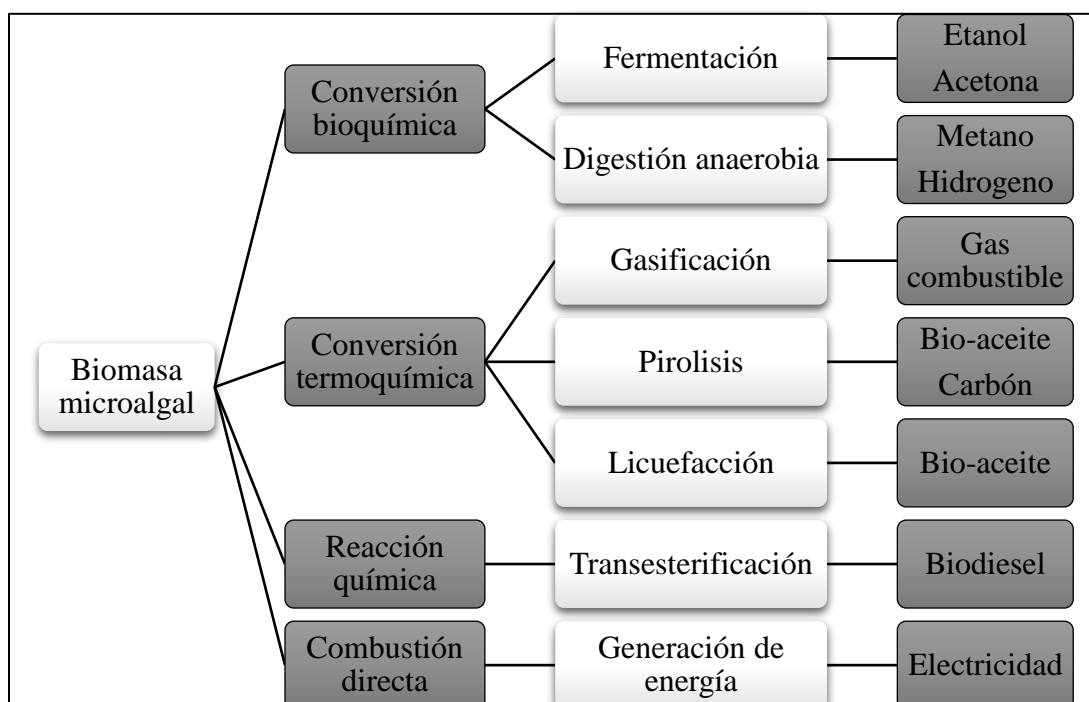 Biomasa
microalgal
Conversión
bioquímica
Fermentación
Etanol
Acetona
Digestión anaerobia
Metano
Hidrogeno
Conversión
termoquímica
Gasificación
Gas
combustible
Pirolisis
Bio-aceite
Carbón
Licuefacción
Bio-aceite
Reacción
química
Transesterificación
Biodiesel
Combustión
directa
Generación de
energía
Electricidad